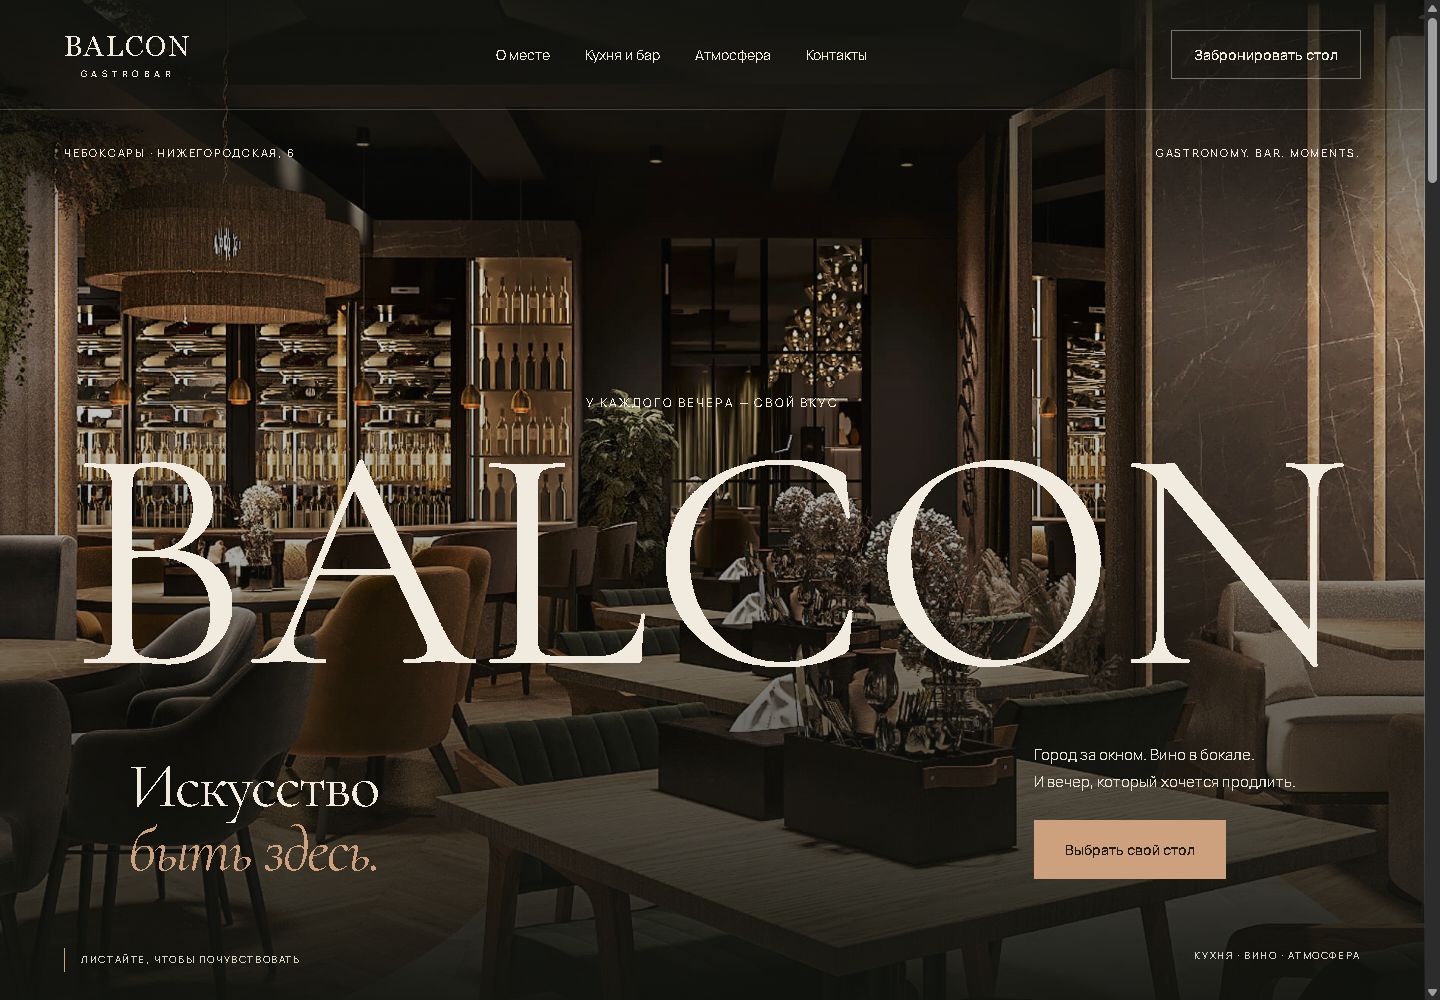 BALCON
GASTROBAR
О месте
Кухня и бар
Атмосфера
Контакты
Забронировать стол
ЧЕБОКСАРЫ · НИЖЕГОРОДСКАЯ, 6
GASTRONOMY. BAR. MOMENTS.
У КАЖДОГО ВЕЧЕРА — СВОЙ ВКУС
BALCON
Искусство
быть здесь.
Город за окном. Вино в бокале.
И вечер, который хочется продлить.
Выбрать свой стол
ЛИСТАЙТЕ, ЧТОБЫ ПОЧУВСТВОВАТЬ
КУХНЯ · ВИНО · АТМОСФЕРА